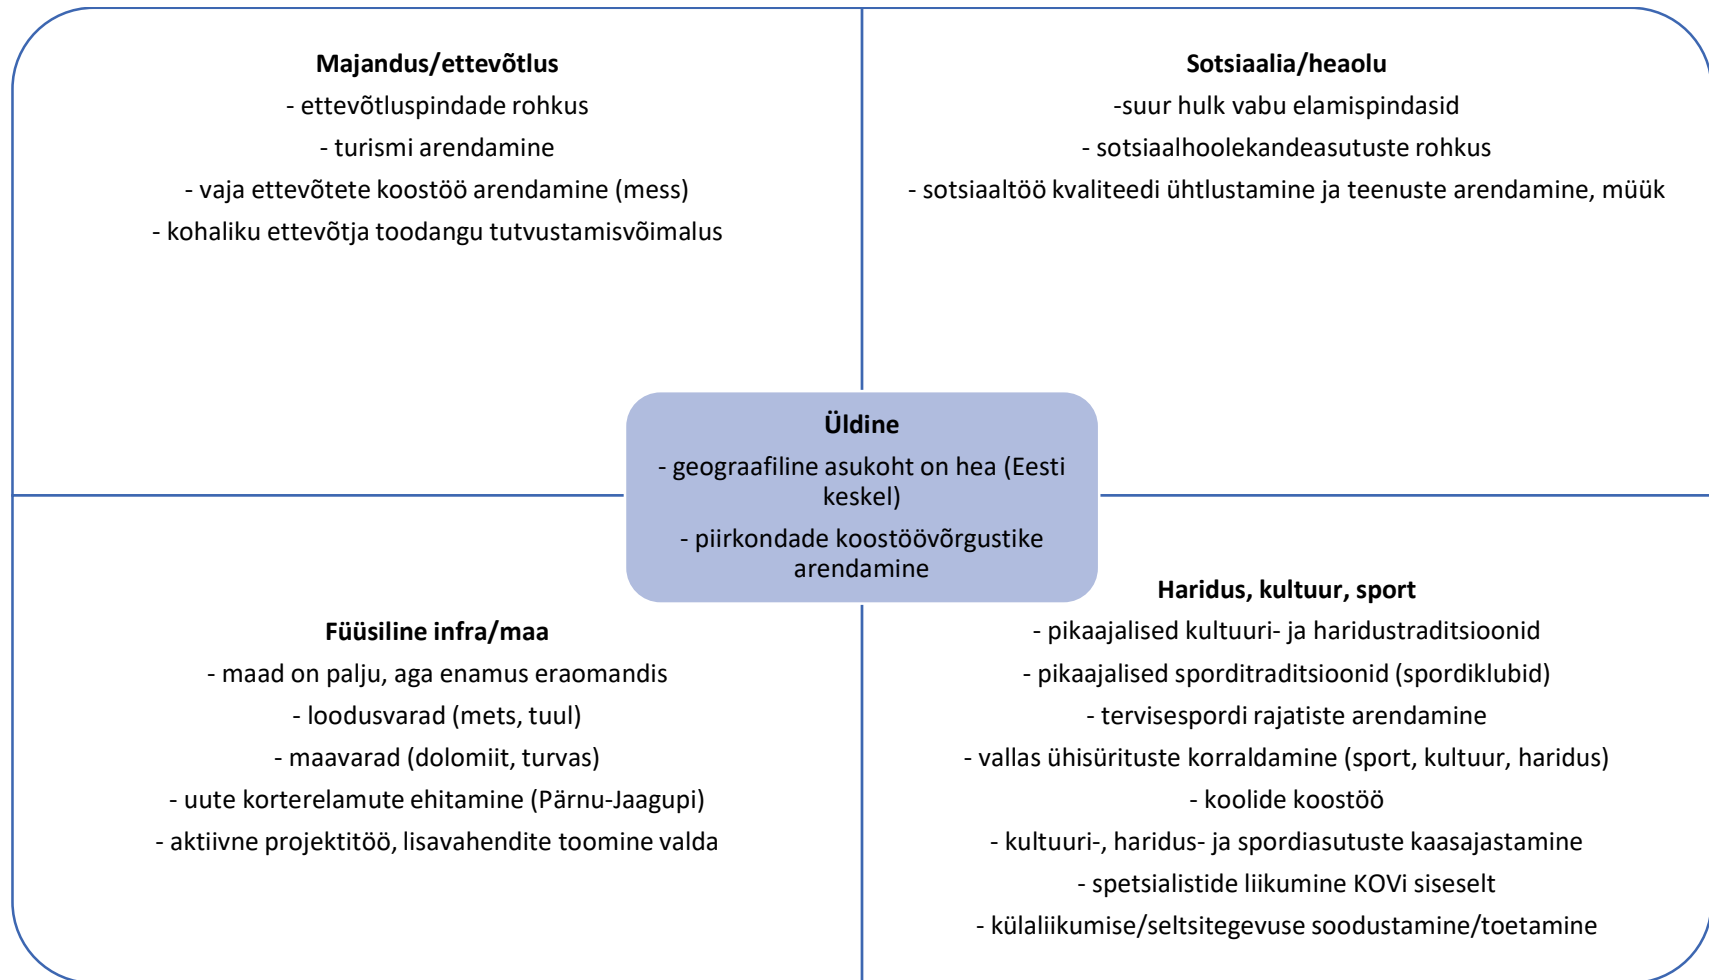 Majandus/ettevõtlus
- ettevõtluspindade rohkus
- turismi arendamine
- vaja ettevõtete koostöö arendamine (mess)
- kohaliku ettevõtja toodangu tutvustamisvõimalus
Sotsiaalia/heaolu
-suur hulk vabu elamispindasid
- sotsiaalhoolekandeasutuste rohkus
- sotsiaaltöö kvaliteedi ühtlustamine ja teenuste arendamine, müük
Üldine
- geograafiline asukoht on hea (Eesti
keskel)
- piirkondade koostöövõrgustike
arendamine
Füüsiline infra/maa
- maad on palju, aga enamus eraomandis
- loodusvarad (mets, tuul)
- maavarad (dolomiit, turvas)
- uute korterelamute ehitamine (Pärnu-Jaagupi)
- aktiivne projektitöö, lisavahendite toomine valda
Haridus, kultuur, sport
- pikaajalised kultuuri- ja haridustraditsioonid
- pikaajalised sporditraditsioonid (spordiklubid)
- tervisespordi rajatiste arendamine
- vallas ühisürituste korraldamine (sport, kultuur, haridus)
- koolide koostöö
- kultuuri-, haridus- ja spordiasutuste kaasajastamine
- spetsialistide liikumine KOVi siseselt
- külaliikumise/seltsitegevuse soodustamine/toetamine